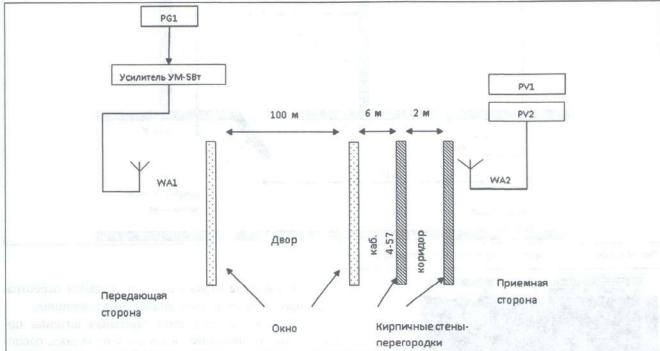 PG1
Усилитель УМ-5Вт
100 м
6 м
2 м
PV1
PV2
WA1
WA2
Двор
каб.
4-57
коридор
Передающая
сторона
Окно
Кирпичные стены-
перегородки
Приемная
сторона